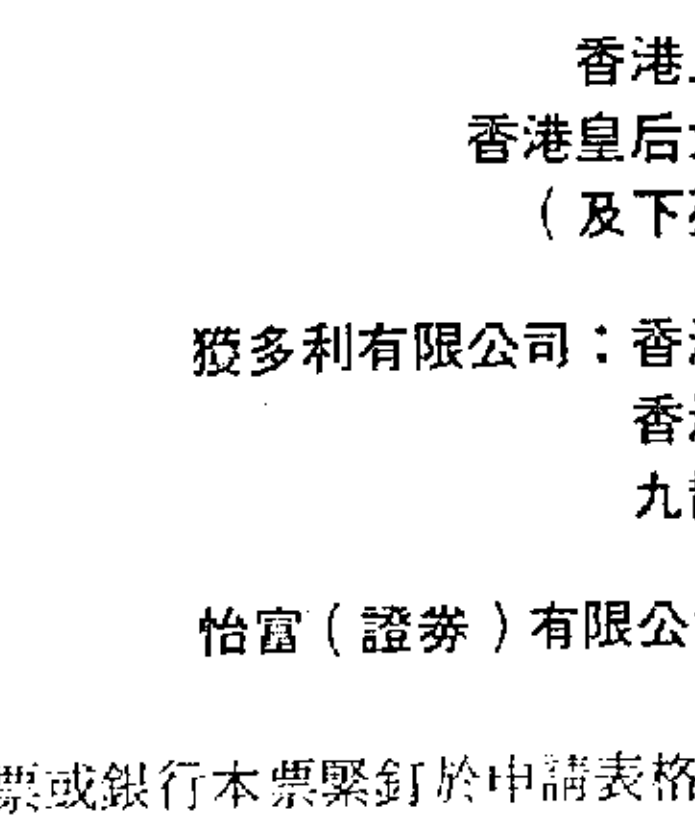 香港
香港皇后
（及下
獲多利有限公司：香
香
九
怡富（證券）有限公
票或銀行本票緊釘於申請表格